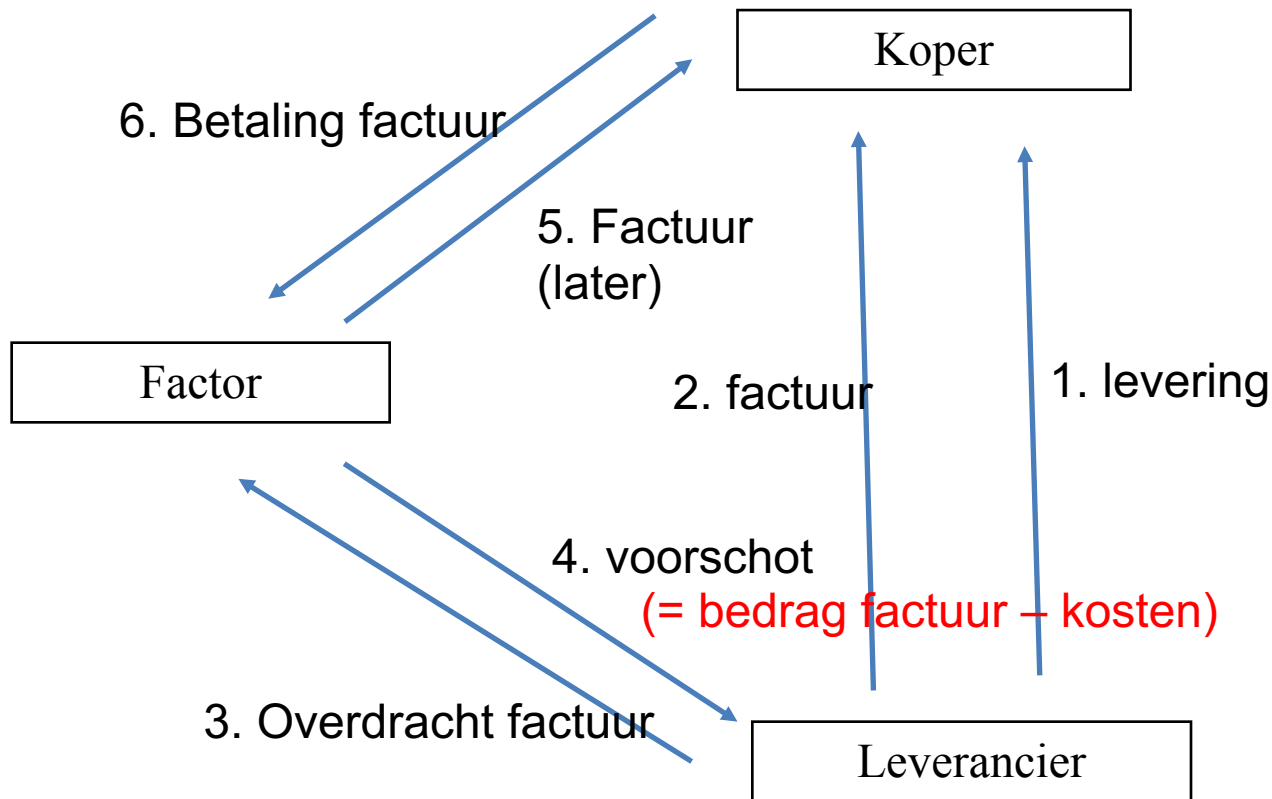 Koper
6. Betaling factuur
5. Factuur
(later)
Factor
2. factuur
1. levering
4. voorschot
(= bedrag factuur – kosten)
3. Overdracht factuur
Leverancier